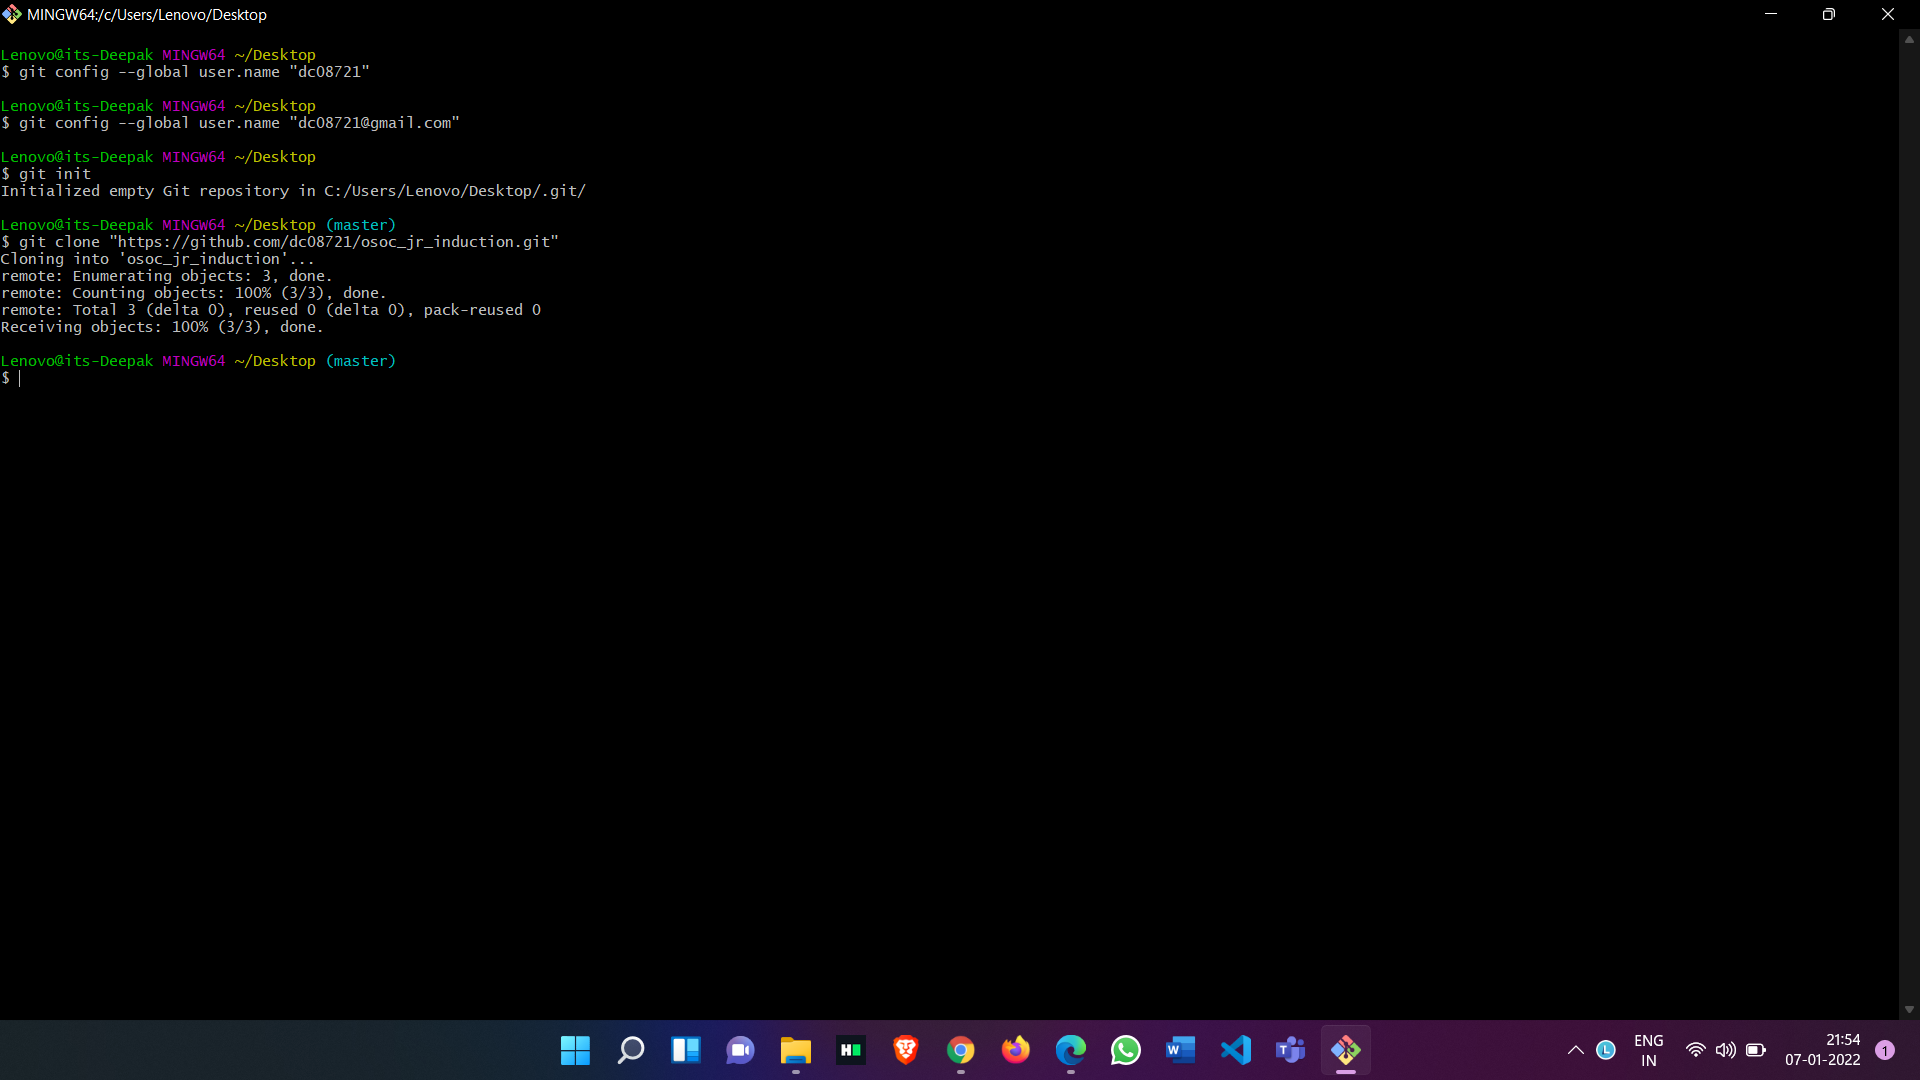 MINGW64:/c/Users/Lenovo/Desktop
Lenovo@its-Deepak MINGW64 ~/Desktop
$ git config --global user.name "dc08721"
Lenovo@its-Deepak MINGW64 ~/Desktop
$ git config --global user.name "dc08721@gmail.com"
Lenovo@its-Deepak MINGW64 ~/Desktop
$ git init
Initialized empty Git repository in C:/Users/Lenovo/Desktop/.git/
Lenovo@its-Deepak MINGW64 ~/Desktop (master)
$ git clone "https://github.com/dc08721/osoc_jr_induction.git"
Cloning into 'osoc_jr_induction'...
remote: Enumerating objects: 3, done.
remote: Counting objects: 100% (3/3), done.
remote: Total 3 (delta 0), reused 0 (delta 0), pack-reused 0
Receiving objects: 100% (3/3), done.
Lenovo@its-Deepak MINGW64 ~/Desktop (master)
$
H
W
T
L
ENG
IN
21:54
07-01-2022
1